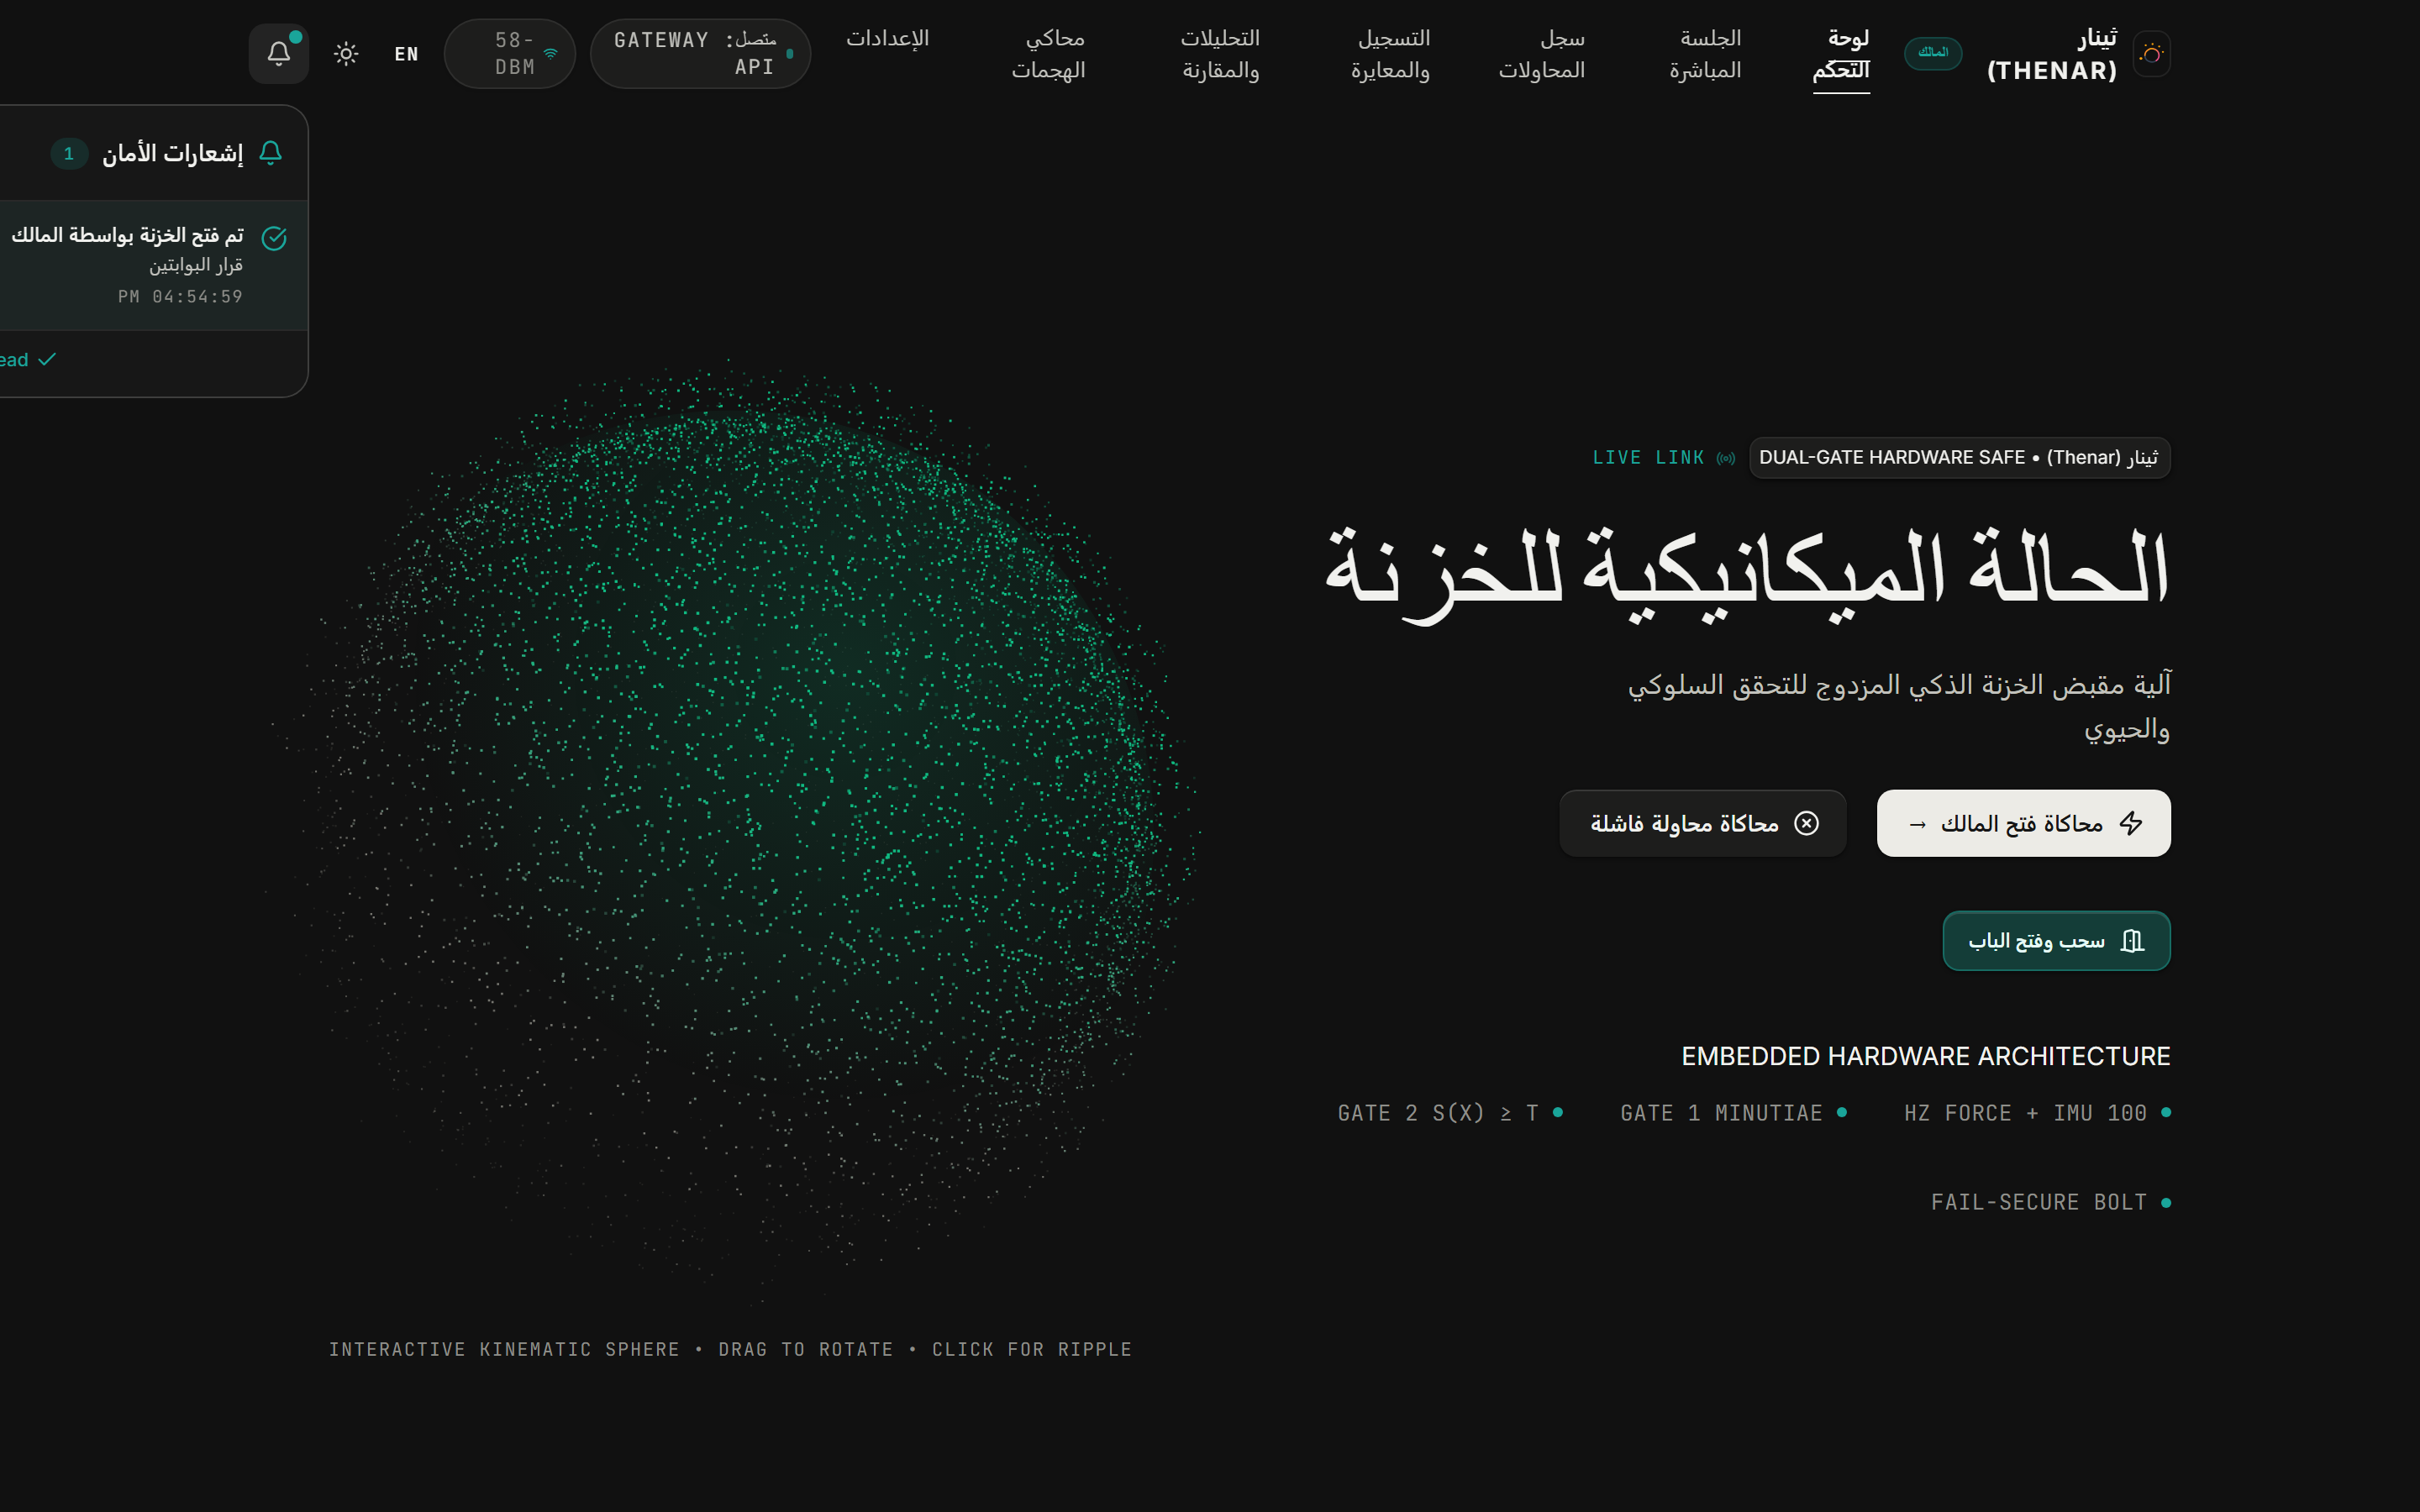 ثينار
(THENAR)
المالك
لوحة
التحكم
الجلسة
المباشرة
سجل
المحاولات
التسجيل
والمعايرة
التحليلات
والمقارنة
محاكي
الهجمات
الإعدادات
متصل: GATEWAY
API
58-
DBM
EN
إشعارات الأمان 1
تم فتح الخزنة بواسطة المالك
قرار البوابتين
PM 04:54:59
ead
ثينار (Thenar) • DUAL-GATE HARDWARE SAFE
LIVE LINK
الحالة الميكانيكية للخزنة
آلية مقبض الخزنة الذكي المزدوج للتحقق السلوكي
والحيوي
محاكاة فتح المالك →
محاكاة محاولة فاشلة
سحب وفتح الباب
EMBEDDED HARDWARE ARCHITECTURE
HZ FORCE + IMU 100
GATE 1 MINUTIAE
GATE 2 S(X) ≥ T
FAIL-SECURE BOLT
INTERACTIVE KINEMATIC SPHERE • DRAG TO ROTATE • CLICK FOR RIPPLE